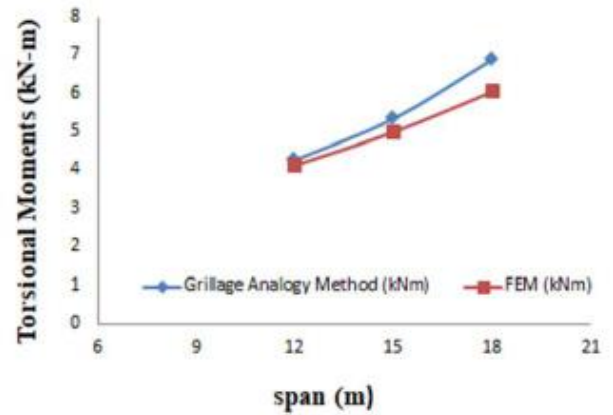 Torsional Moments (kN-m)
8
7
6
5
4
3
2
1
0
Grillage Analogy Method (kNm) FEM (kNm)
6 9 12 15 18 21
span (m)